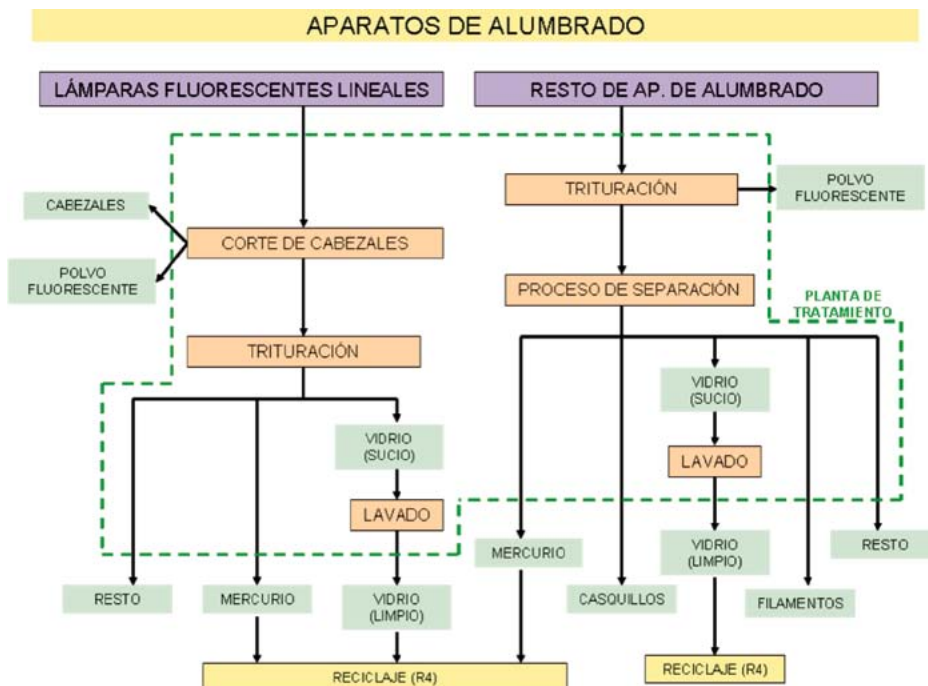 APARATOS DE ALUMBRADO
LÁMPARAS FLUORESCENTES LINEALES
RESTO DE AP. DE ALUMBRADO
TRITURACIÓN
POLVO
FLUORESCENTE
CABEZALES
CORTE DE CABEZALES
POLVO
FLUORESCENTE
PROCESO DE SEPARACIÓN
PLANTA DE
TRATAMIENTO
TRITURACIÓN
VIDRIO
(SUCIO)
VIDRIO
(SUCIO)
LAVADO
LAVADO
MERCURIO
VIDRIO
(LIMPIO)
RESTO
RESTO
MERCURIO
VIDRIO
(LIMPIO)
CASQUILLOS
FILAMENTOS
RECICLAJE (R4)
RECICLAJE (R4)